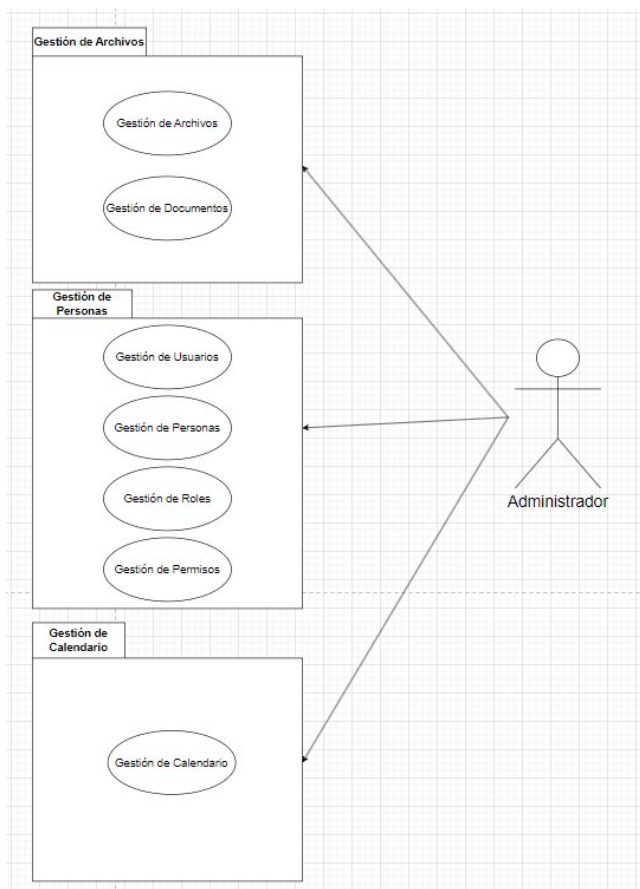 Gestión de Archivos
Gestión de Archivos
Gestión de Documentos
Gestión de
Personas
Gestión de Usuarios
Gestión de Personas
Gestión de Roles
Gestión de Permisos
Administrador
Gestión de
Calendario
Gestión de Calendario